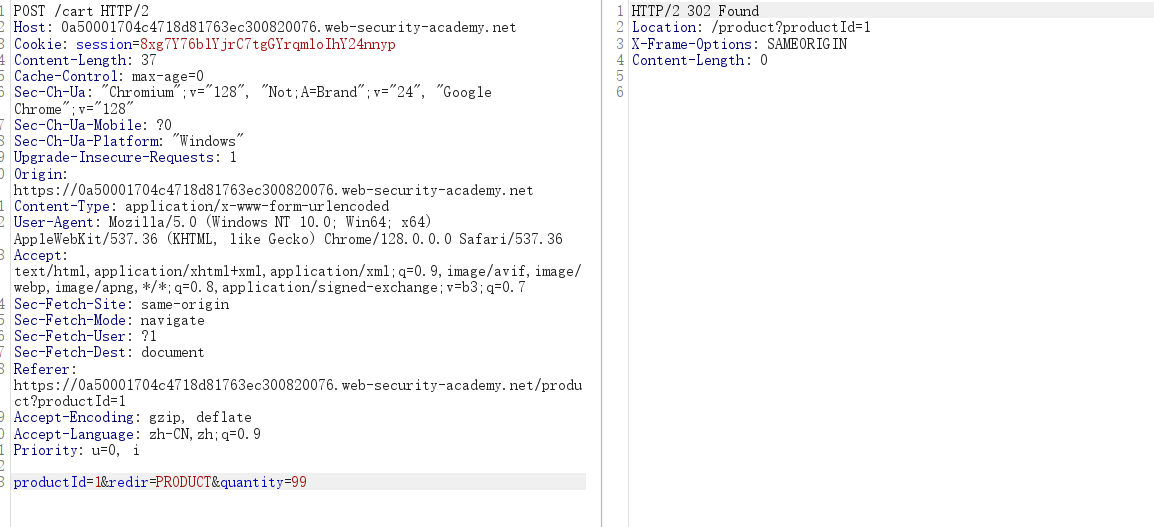 POST /cart HTTP/2
Host: 0a50001704c4718d81763ec300820076.web-security-academy.net
Cookie: session=8xg7Y76b1YjrC7tgGYrqmloIhY24nnyp
4 Content-Length: 37
5 Cache-Control: max-age=0
6 Sec-Ch-Ua: "Chromium";v="128", "Not;A=Brand";v="24", "Google
Chrome";v="128"
7 Sec-Ch-Ua-Mobile: ?0
8 Sec-Ch-Ua-Platform: "Windows"
9 Upgrade-Insecure-Requests: 1
0 Origin:
https://0a50001704c4718d81763ec300820076.web-security-academy.net
1 Content-Type: application/x-www-form-urlencoded
2 User-Agent: Mozilla/5.0 (Windows NT 10.0; Win64; x64)
AppleWebKit/537.36 (KHTML, like Gecko) Chrome/128.0.0.0 Safari/537.36
3 Accept:
text/html,application/xhtml+xml,application/xml;q=0.9,image/avif,image/
webp,image/apng,*/*;q=0.8,application/signed-exchange;v=b3;q=0.7
4 Sec-Fetch-Site: same-origin
5 Sec-Fetch-Mode: navigate
6 Sec-Fetch-User: ?1
7 Sec-Fetch-Dest: document
8 Referer:
https://0a50001704c4718d81763ec300820076.web-security-academy.net/produ
ct?productId=1
9 Accept-Encoding: gzip, deflate
0 Accept-Language: zh-CN,zh;q=0.9
1 Priority: u=0, i
2
3 productId=1&redir=PRODUCT&quantity=99
1 HTTP/2 302 Found
2 Location: /product?productId=1
3 X-Frame-Options: SAMEORIGIN
4 Content-Length: 0
5
6